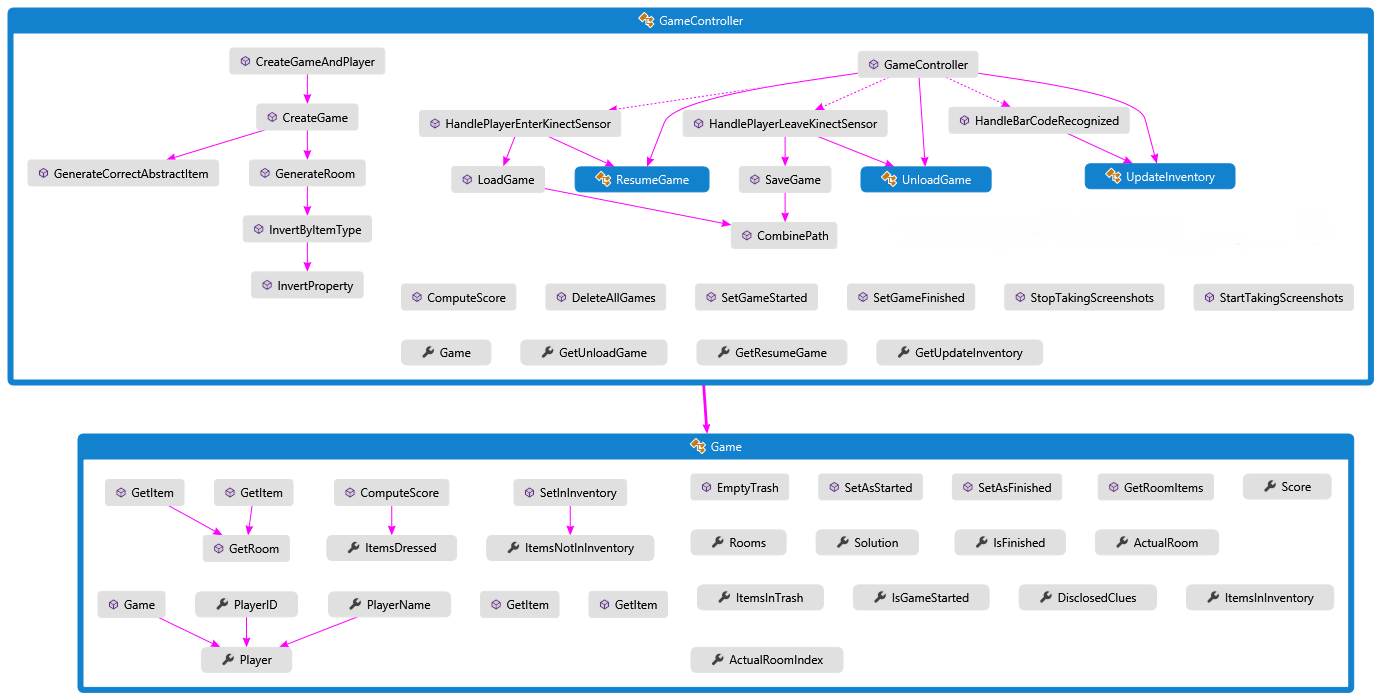 GameController
CreateGameAndPlayer
GameController
CreateGame
HandlePlayerEnterKinectSensor
HandlePlayerLeaveKinectSensor
HandleBarCodeRecognized
GenerateCorrectAbstractItem
GenerateRoom
LoadGame
ResumeGame
SaveGame
UnloadGame
UpdateInventory
InvertByItemType
CombinePath
InvertProperty
ComputeScore
DeleteAllGames
SetGameStarted
SetGameFinished
StopTakingScreenshots
StartTakingScreenshots
Game
GetUnloadGame
GetResumeGame
GetUpdateInventory
Game
GetItem
GetItem
ComputeScore
SetInInventory
EmptyTrash
SetAsStarted
SetAsFinished
GetRoomItems
Score
GetRoom
ItemsDressed
ItemsNotInInventory
Rooms
Solution
IsFinished
ActualRoom
Game
PlayerID
PlayerName
GetItem
GetItem
ItemsInTrash
IsGameStarted
DisclosedClues
ItemsInInventory
Player
ActualRoomIndex